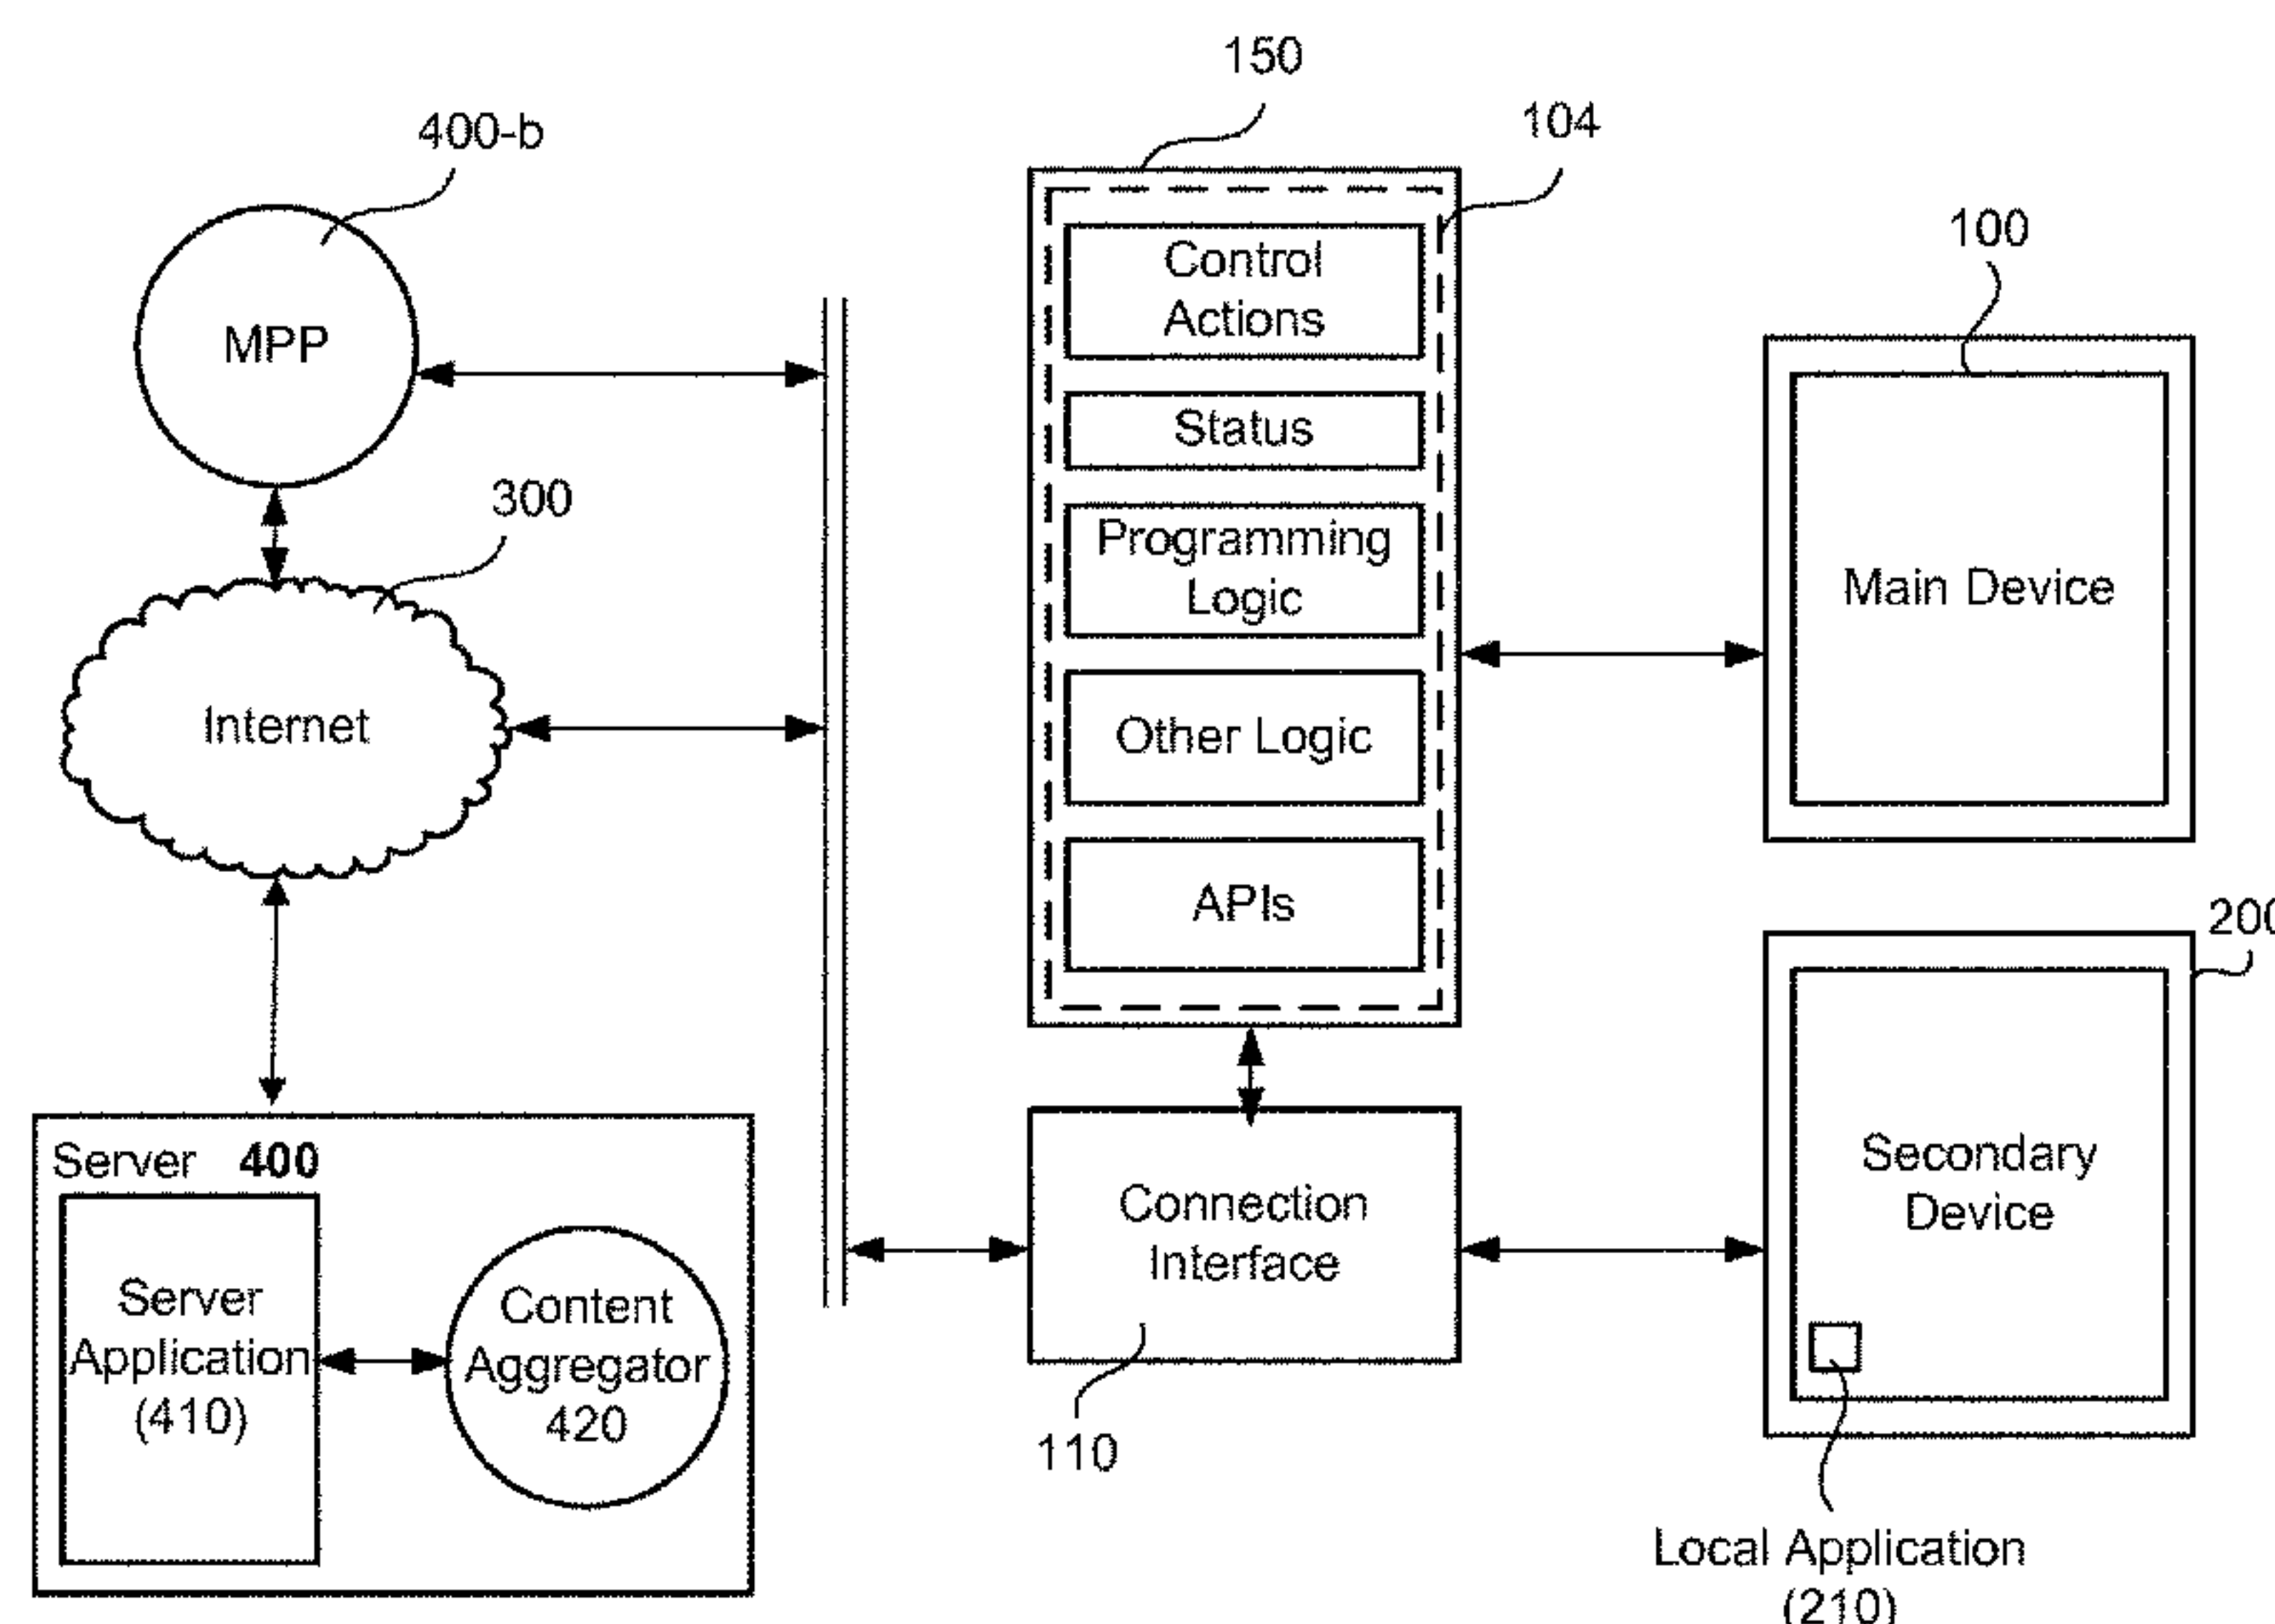 150
400-b
104
100
Control
Actions
MPP
Status
300
Programming
Logic
Main Device
Internet
Other Logic
APIs
200
Server 400
Connection
Interface
Secondary
Device
Server
Application
(410)
Content
Aggregator
420
110
Local Application
(210)